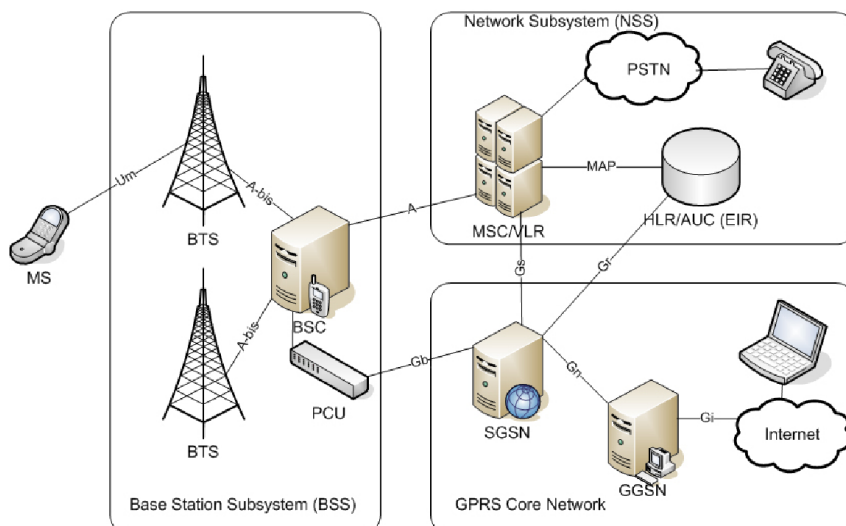 Network Subsystem (NSS)
PSTN
Um
A-bis
BTS
MS
A
MSC/VLR
MAP
HLR/AUC (EIR)
Gs
Gr
BSC
A-bis
BTS
PCU
Gb
SGSN
Gn
GGSN
Gi
Internet
Base Station Subsystem (BSS)
GPRS Core Network